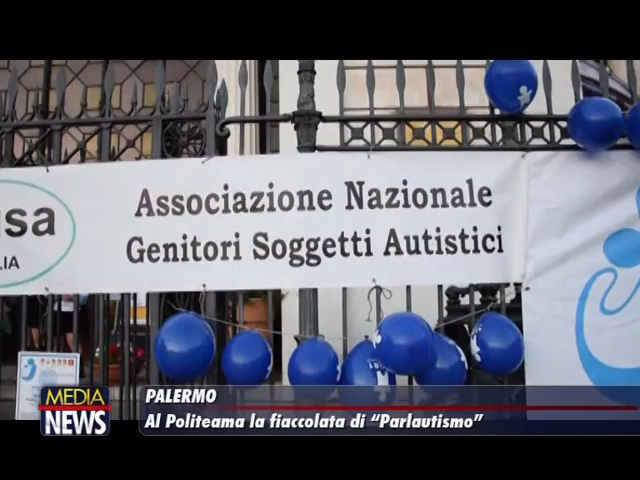 sa
LIA
Associazione Nazionale
Genitori Soggetti Autistici
MEDIA
NEWS
PALERMO
Al Politeama la fiaccolata di “Parlautismo”